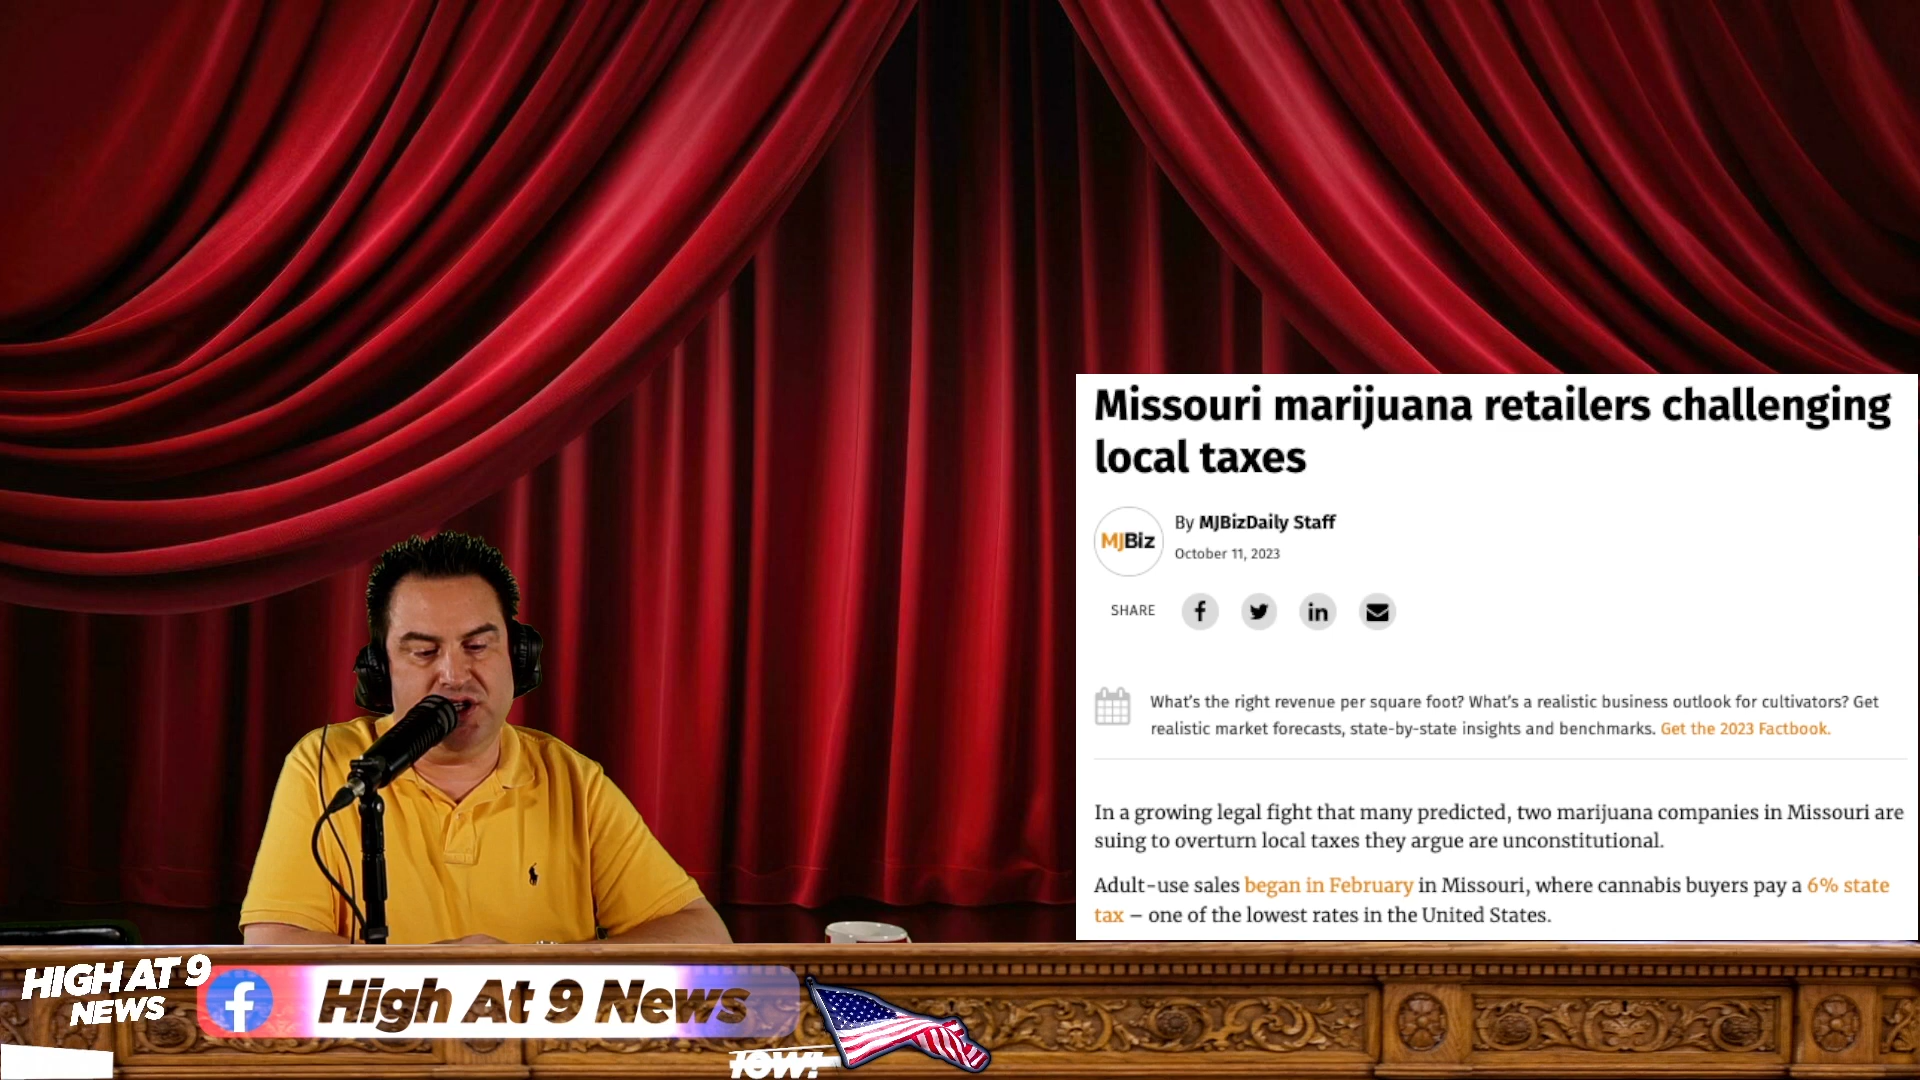 Missouri marijuana retailers challenging
local taxes
MJBiz
By MJBizDaily Staff
October 11, 2023
SHARE
What's the right revenue per square foot? What's a realistic business outlook for cultivators? Get
realistic market forecasts, state-by-state insights and benchmarks. Get the 2023 Factbook.
In a growing legal fight that many predicted, two marijuana companies in Missouri are
suing to overturn local taxes they argue are unconstitutional.
Adult-use sales began in February in Missouri, where cannabis buyers pay a 6% state
tax – one of the lowest rates in the United States.
HIGH AT 9
NEWS
High At 9 News